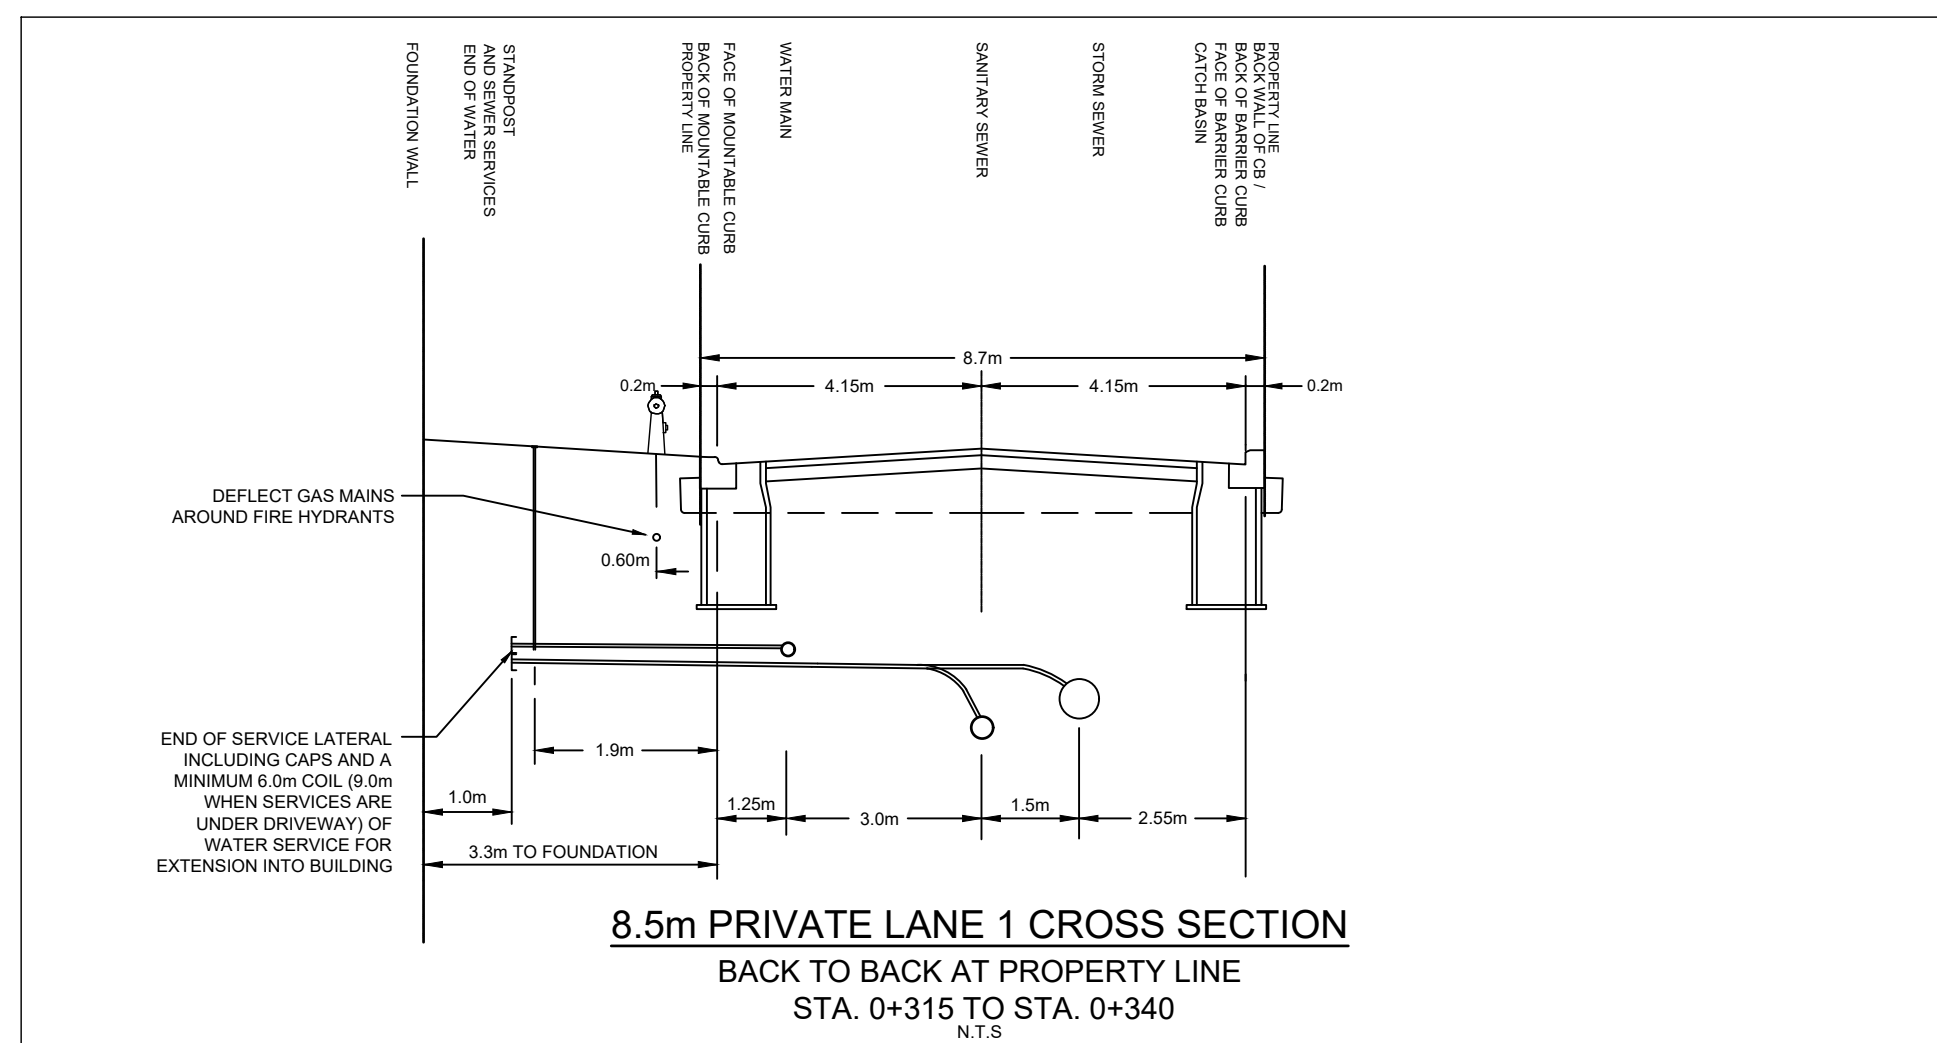 FOUNDATION WALL
STANDPOST
AND SEWER SERVICES
END OF WATER
FACE OF MOUNTABLE CURB
BACK OF MOUNTABLE CURB
PROPERTY LINE
WATER MAIN
SANITARY SEWER
STORM SEWER
PROPERTY LINE
BACK WALL OF CB /
BACK OF BARRIER CURB
FACE OF BARRIER CURB
CATCH BASIN
8.7m
0.2m
4.15m
4.15m
0.2m
DEFLECT GAS MAINS
AROUND FIRE HYDRANTS
0.60m
END OF SERVICE LATERAL
INCLUDING CAPS AND A
MINIMUM 6.0m COIL (9.0m
WHEN SERVICES ARE
UNDER DRIVEWAY) OF
WATER SERVICE FOR
EXTENSION INTO BUILDING
1.9m
1.0m
1.25m
3.0m
1.5m
2.55m
3.3m TO FOUNDATION
8.5m PRIVATE LANE 1 CROSS SECTION
BACK TO BACK AT PROPERTY LINE
STA. 0+315 TO STA. 0+340
N.T.S